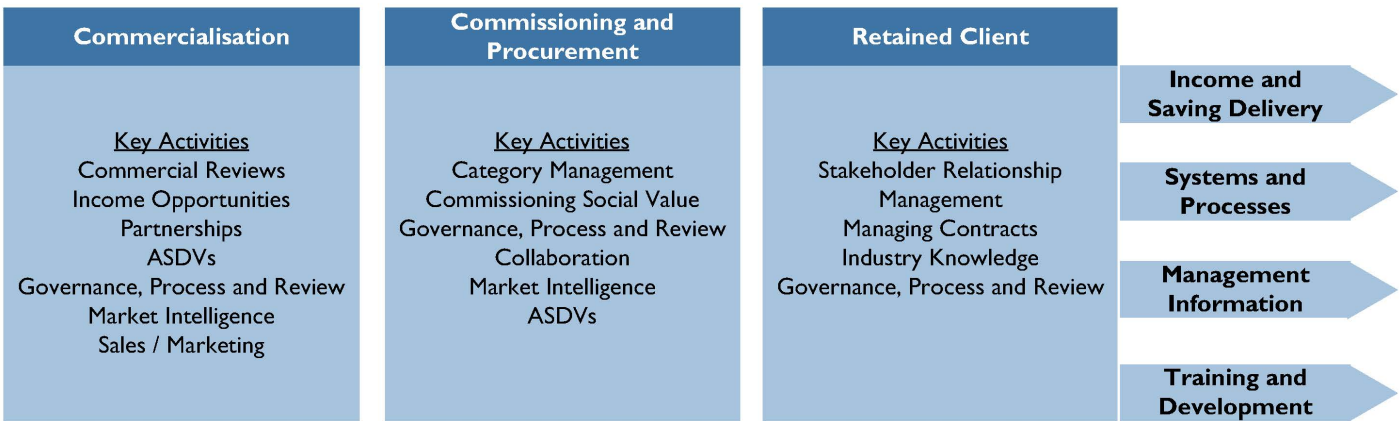 Commercialisation
Key Activities
Commercial Reviews
Income Opportunities
Partnerships
ASDVs
Governance, Process and Review
Market Intelligence
Sales / Marketing
Commissioning and
Procurement
Key Activities
Category Management
Commissioning Social Value
Governance, Process and Review
Collaboration
Market Intelligence
ASDVs
Retained Client
Key Activities
Stakeholder Relationship
Management
Managing Contracts
Industry Knowledge
Governance, Process and Review
Income and
Saving Delivery
Systems and
Processes
Management
Information
Training and
Development